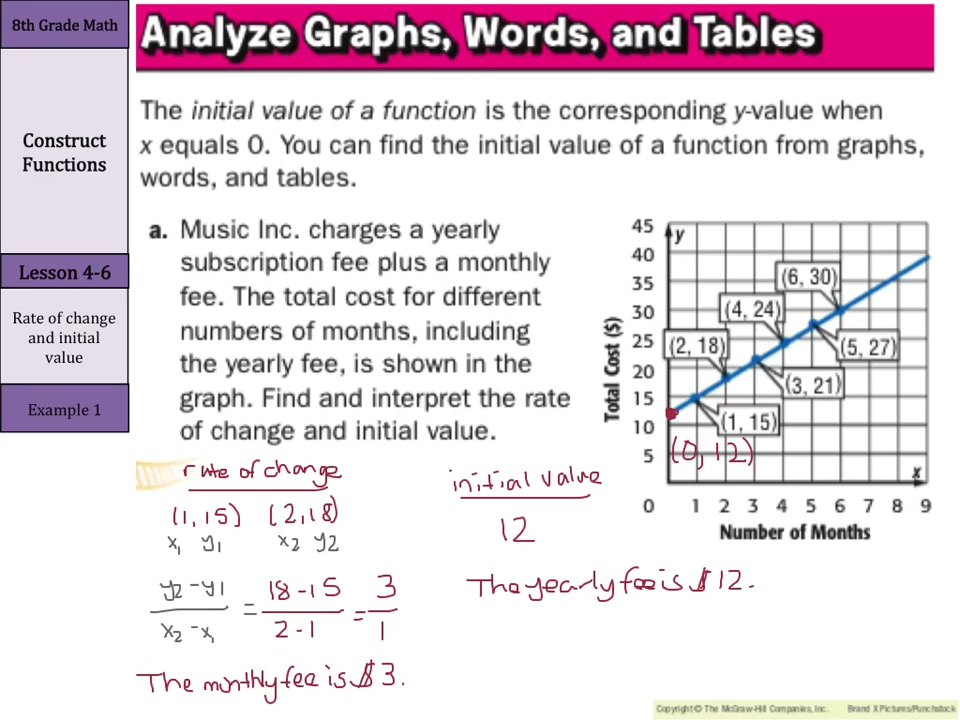 8th Grade Math
Construct
Functions
Lesson 4-6
Rate of change
and initial
value
Example 1
Analyze Graphs, Words, and Tables
The initial value of a function is the corresponding y-value when
x equals 0. You can find the initial value of a function from graphs,
words, and tables.
a. Music Inc. charges a yearly
subscription fee plus a monthly
fee. The total cost for different
numbers of months, including
the yearly fee, is shown in the
graph. Find and interpret the rate
of change and initial value.
Total Cost ($)
45
40
35
30
25
20
15
10
5
0
y
(6, 30)
(4, 24)
(2, 18)
(5, 27)
(3, 21)
(1, 15)
(0, 12)
x
1 2 3 4 5 6 7 8 9
Number of Months
rate of change
(1, 15) (2, 18)
x1 y1 x2 y2
y2 - y1 / x2 - x1 = 18 - 15 / 2 - 1 = 3 / 1
The monthly fee is $3.
initial value
12
The yearly fee is $12.
Copyright © The McGraw-Hill Companies, Inc. Brand X Pictures/Punchstock